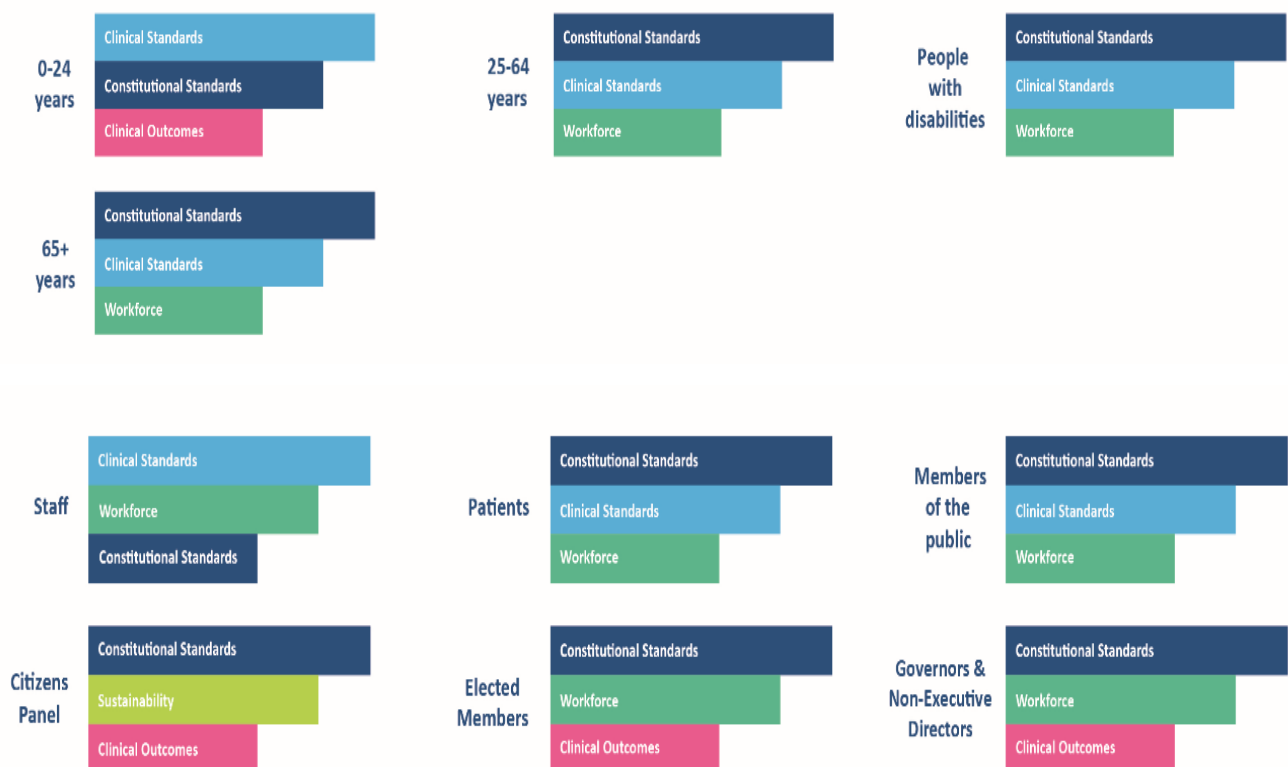 0-24
years
Clinical Standards
Constitutional Standards
Clinical Outcomes
25-64
years
Constitutional Standards
Clinical Standards
Workforce
People
with
disabilities
Constitutional Standards
Clinical Standards
Workforce
65+
years
Constitutional Standards
Clinical Standards
Workforce
Staff
Clinical Standards
Workforce
Constitutional Standards
Patients
Constitutional Standards
Clinical Standards
Workforce
Members
of the
public
Constitutional Standards
Clinical Standards
Workforce
Citizens
Panel
Constitutional Standards
Sustainability
Clinical Outcomes
Elected
Members
Constitutional Standards
Workforce
Clinical Outcomes
Governors &
Non-Executive
Directors
Constitutional Standards
Workforce
Clinical Outcomes